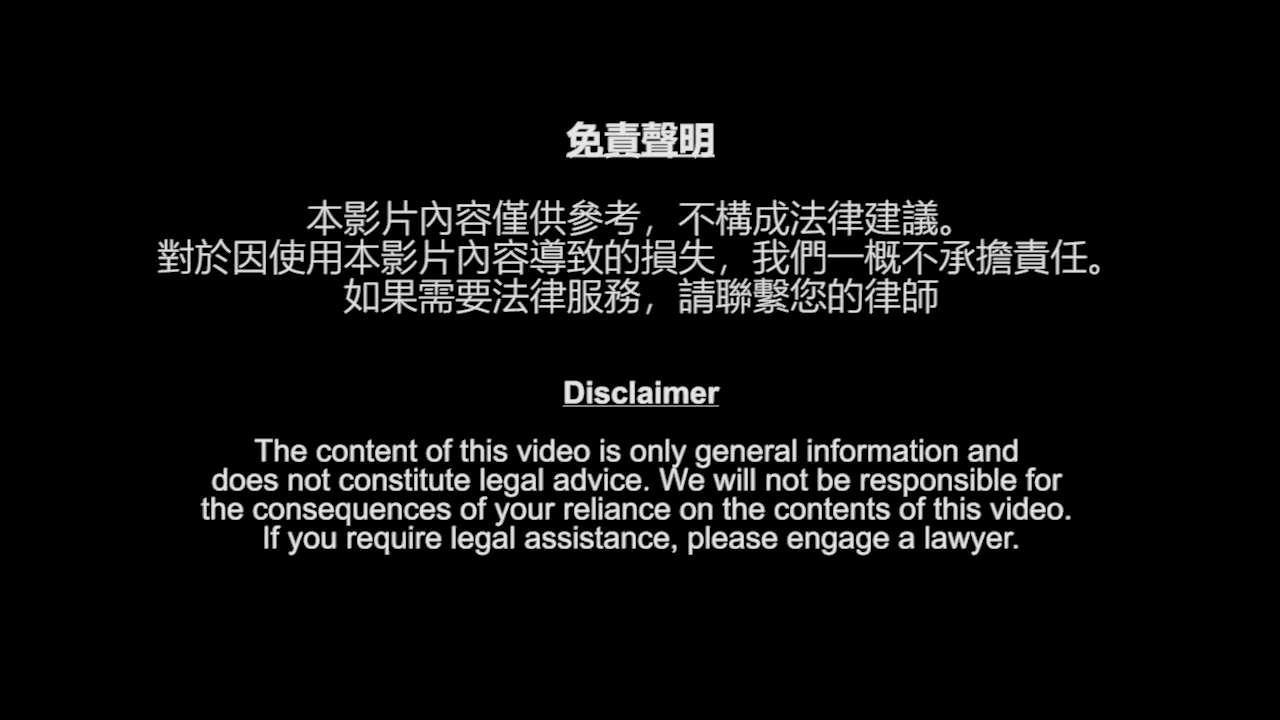 免責聲明
本影片內容僅供參考，不構成法律建議。
對於因使用本影片內容導致的損失，我們一概不承擔責任。
如果需要法律服務，請聯繫您的律師
Disclaimer
The content of this video is only general information and
does not constitute legal advice. We will not be responsible for
the consequences of your reliance on the contents of this video.
If you require legal assistance, please engage a lawyer.